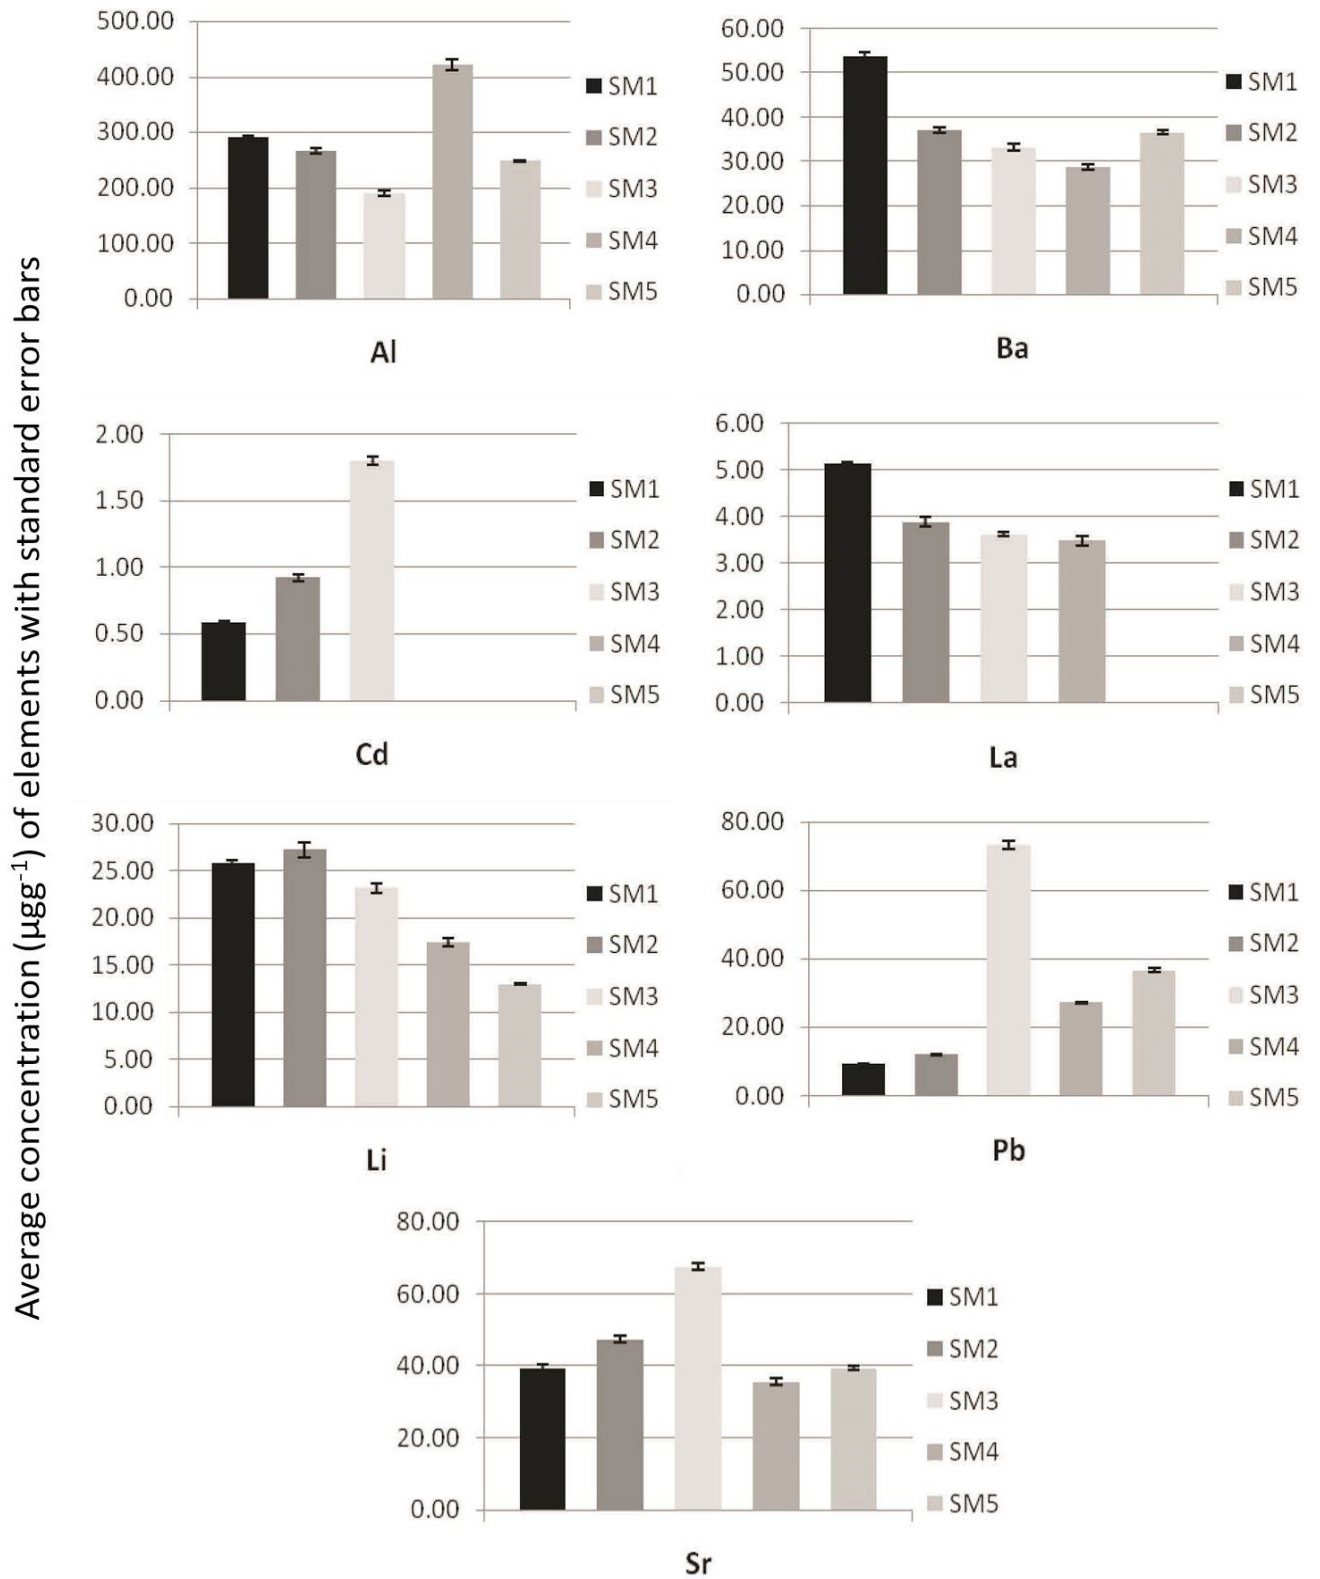 Average concentration (µgg-1) of elements with standard error bars
500.00
400.00
300.00
200.00
100.00
0.00
SM1
SM2
SM3
SM4
SM5
Al
60.00
50.00
40.00
30.00
20.00
10.00
0.00
SM1
SM2
SM3
SM4
SM5
Ba
2.00
1.50
1.00
0.50
0.00
SM1
SM2
SM3
SM4
SM5
Cd
6.00
5.00
4.00
3.00
2.00
1.00
0.00
SM1
SM2
SM3
SM4
SM5
La
30.00
25.00
20.00
15.00
10.00
5.00
0.00
SM1
SM2
SM3
SM4
SM5
Li
80.00
60.00
40.00
20.00
0.00
SM1
SM2
SM3
SM4
SM5
Pb
80.00
60.00
40.00
20.00
0.00
SM1
SM2
SM3
SM4
SM5
Sr